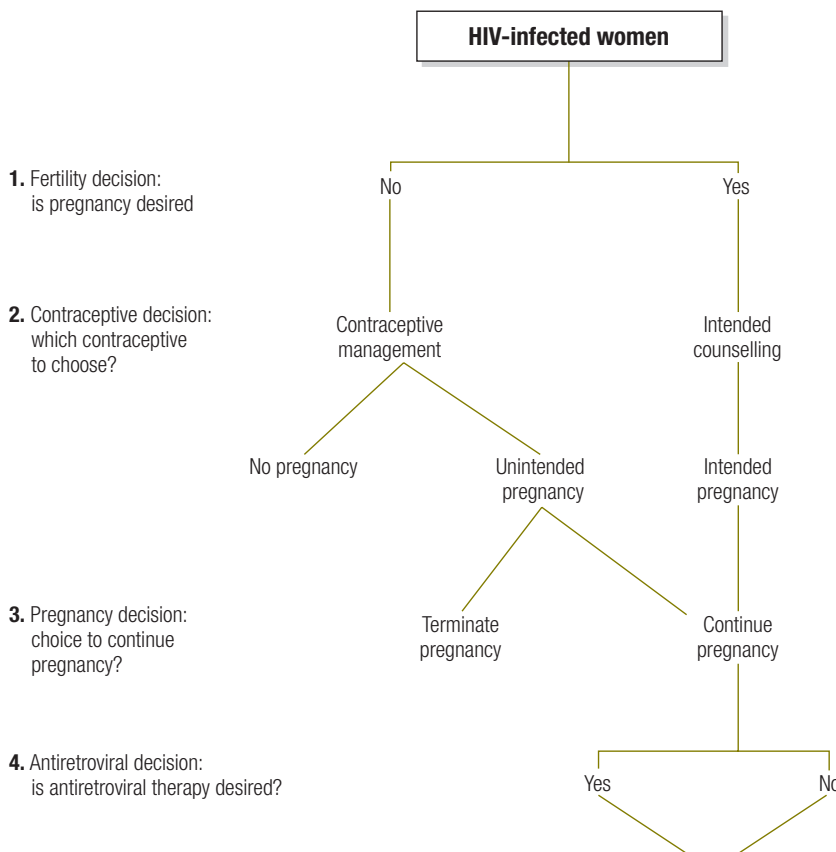 HIV-infected women
1. Fertility decision:
is pregnancy desired
No
Yes
2. Contraceptive decision:
which contraceptive
to choose?
Contraceptive
management
Intended
counselling
No pregnancy
Unintended
pregnancy
Intended
pregnancy
3. Pregnancy decision:
choice to continue
pregnancy?
Terminate
pregnancy
Continue
pregnancy
4. Antiretroviral decision:
is antiretroviral therapy desired?
Yes
No